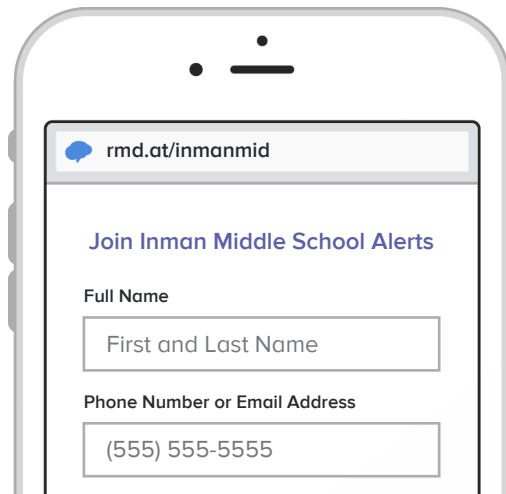 rmd.at/inmanmid
Join Inman Middle School Alerts
Full Name
First and Last Name
Phone Number or Email Address
(555) 555-5555